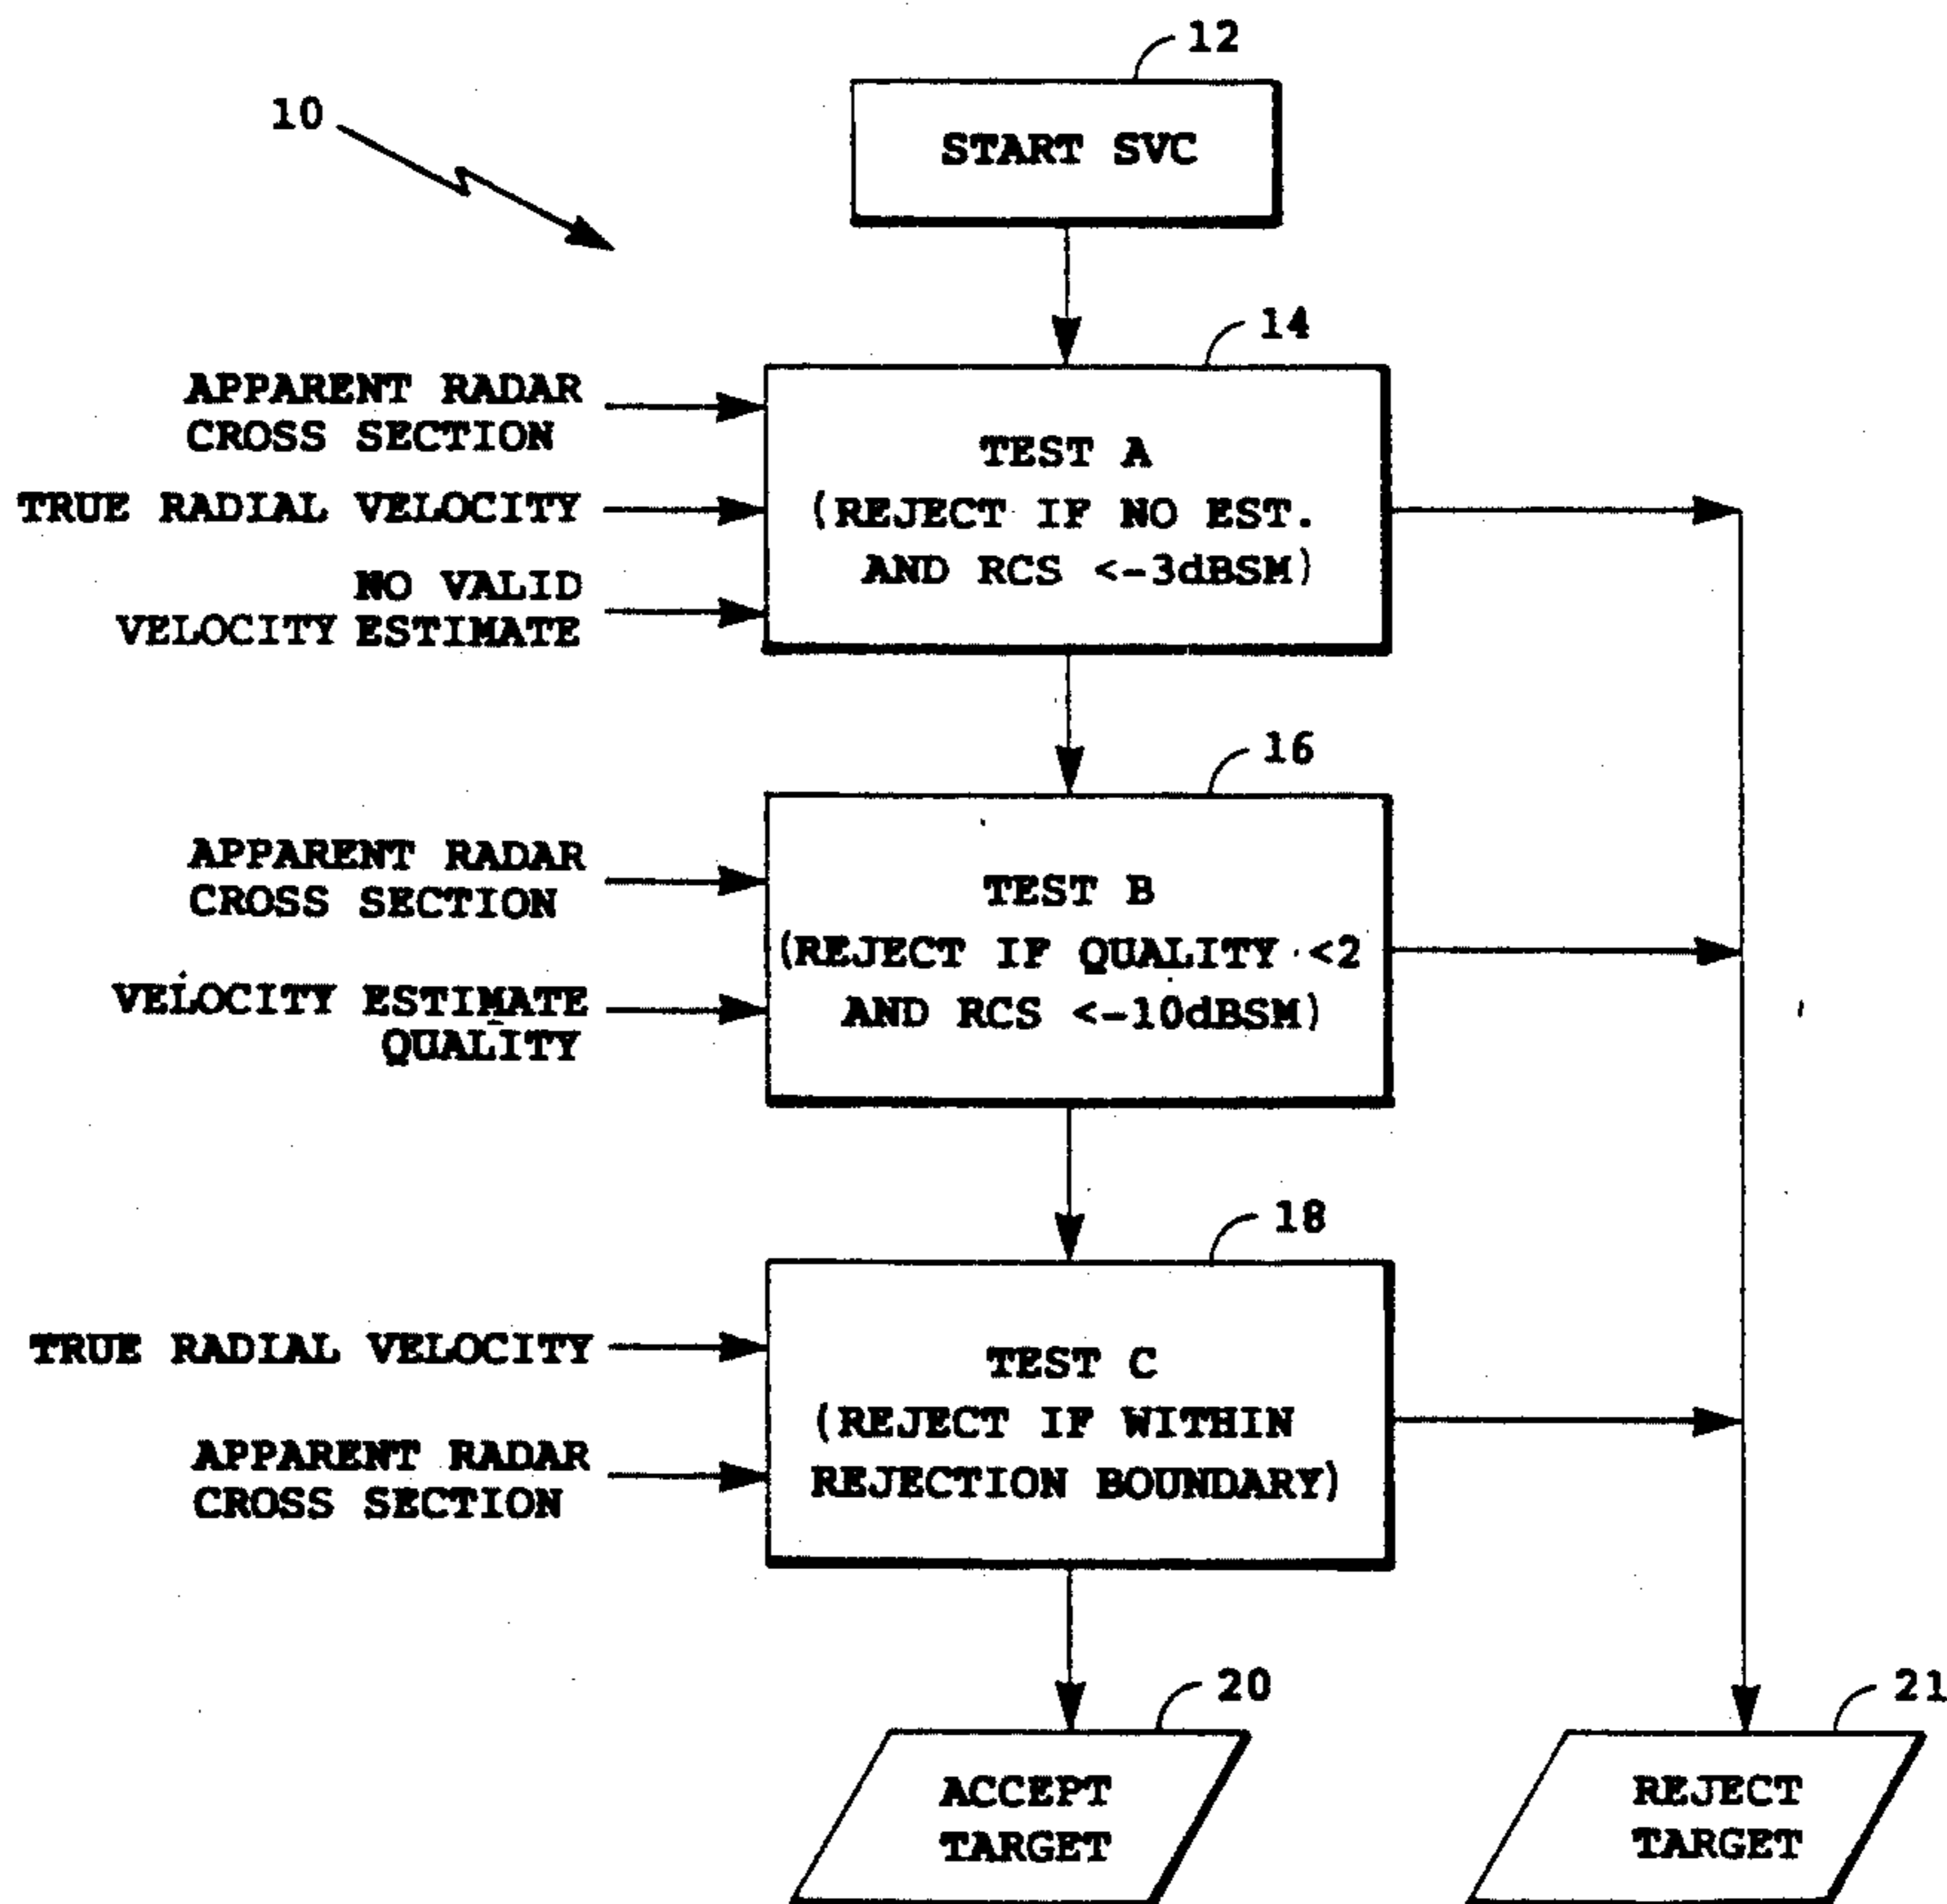 12
10
START SVC
14
APPARENT RADAR
CROSS SECTION
TRUE RADIAL VELOCITY
NO VALID
VELOCITY ESTIMATE
TEST A
(REJECT IF NO EST.
AND RCS <-3dBSM)
16
APPARENT RADAR
CROSS SECTION
VELOCITY ESTIMATE
QUALITY
TEST B
(REJECT IF QUALITY <2
AND RCS <-10dBSM)
18
TRUE RADIAL VELOCITY
APPARENT RADAR
CROSS SECTION
TEST C
(REJECT IF WITHIN
REJECTION BOUNDARY)
20
ACCEPT
TARGET
21
REJECT
TARGET